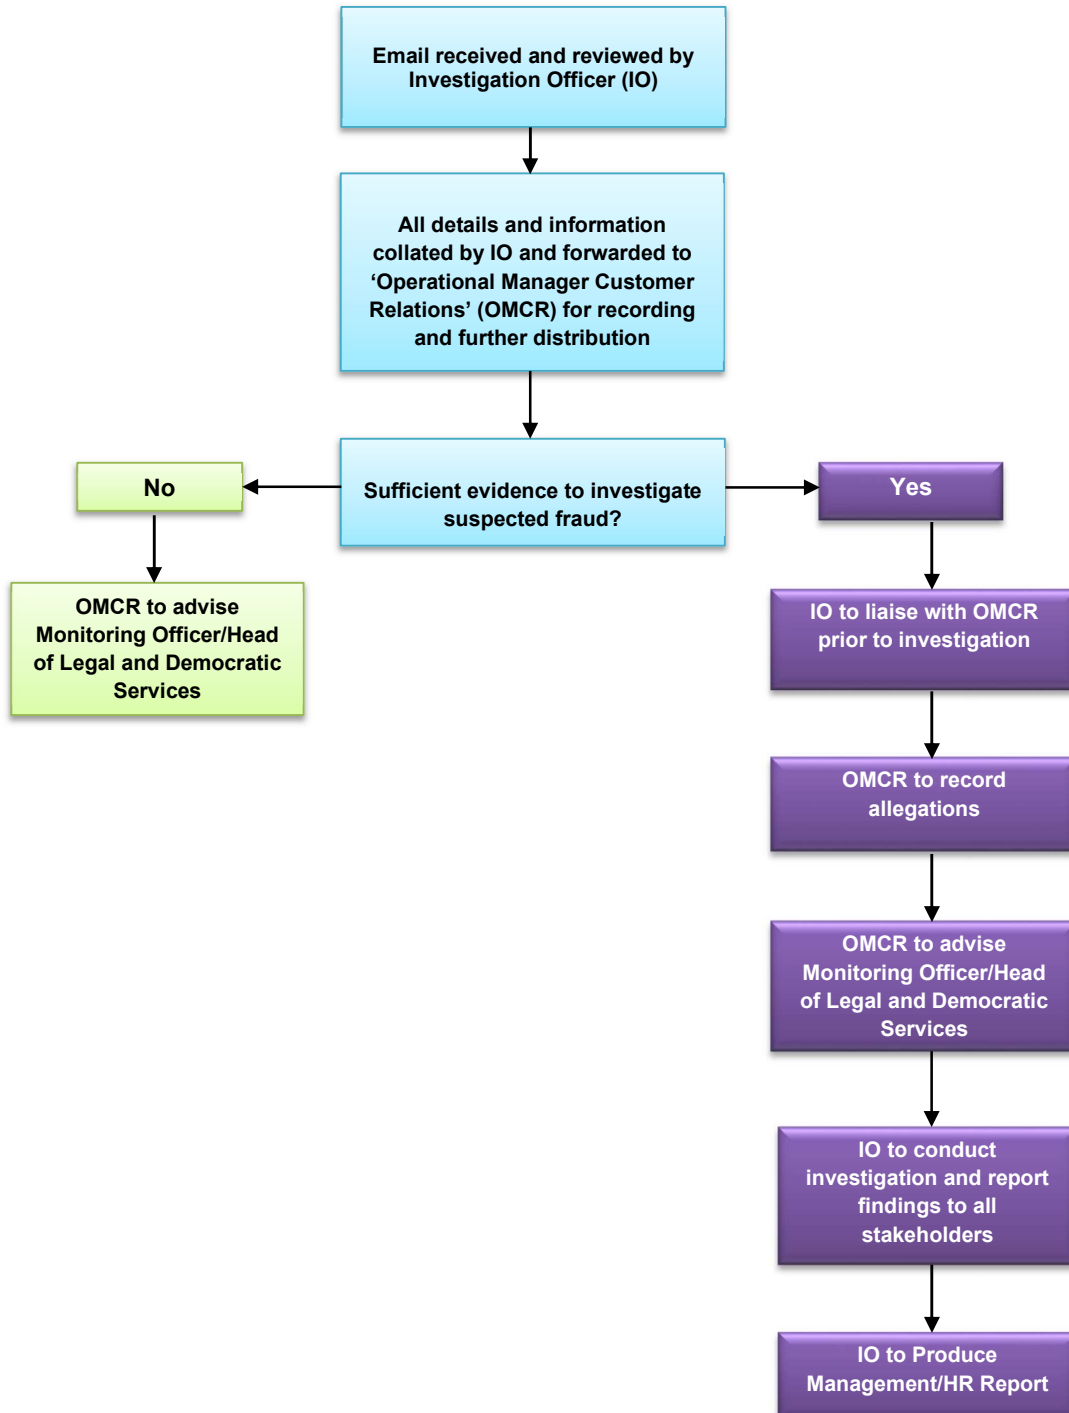 Email received and reviewed by
Investigation Officer (IO)
All details and information
collated by IO and forwarded to
‘Operational Manager Customer
Relations’ (OMCR) for recording
and further distribution
Sufficient evidence to investigate
suspected fraud?
No
OMCR to advise
Monitoring Officer/Head
of Legal and Democratic
Services
Yes
IO to liaise with OMCR
prior to investigation
OMCR to record
allegations
OMCR to advise
Monitoring Officer/Head
of Legal and Democratic
Services
IO to conduct
investigation and report
findings to all
stakeholders
IO to Produce
Management/HR Report